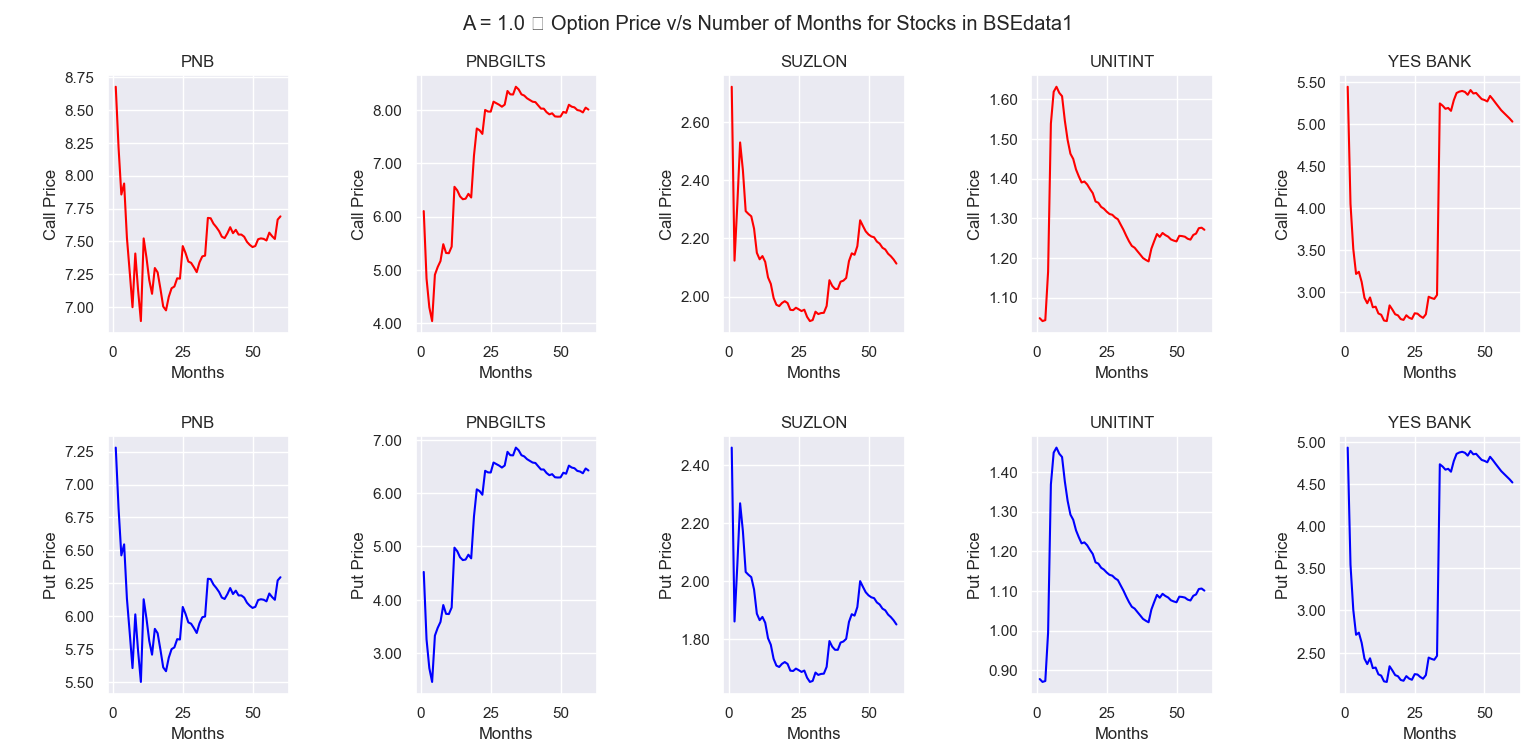 A = 1.0 Option Price v/s Number of Months for Stocks in BSEdata1
PNB
8.75
8.50
8.25
8.00
7.75
7.50
7.25
7.00
Call Price
0 25 50
Months
PNBGILTS
8.00
7.00
6.00
5.00
4.00
Call Price
0 25 50
Months
SUZLON
2.60
2.40
2.20
2.00
Call Price
0 25 50
Months
UNITINT
1.60
1.50
1.40
1.30
1.20
1.10
Call Price
0 25 50
Months
YES BANK
5.50
5.00
4.50
4.00
3.50
3.00
Call Price
0 25 50
Months
PNB
7.25
7.00
6.75
6.50
6.25
6.00
5.75
5.50
Put Price
0 25 50
Months
PNBGILTS
7.00
6.00
5.00
4.00
3.00
Put Price
0 25 50
Months
SUZLON
2.40
2.20
2.00
1.80
Put Price
0 25 50
Months
UNITINT
1.40
1.30
1.20
1.10
1.00
0.90
Put Price
0 25 50
Months
YES BANK
5.00
4.50
4.00
3.50
3.00
2.50
Put Price
0 25 50
Months